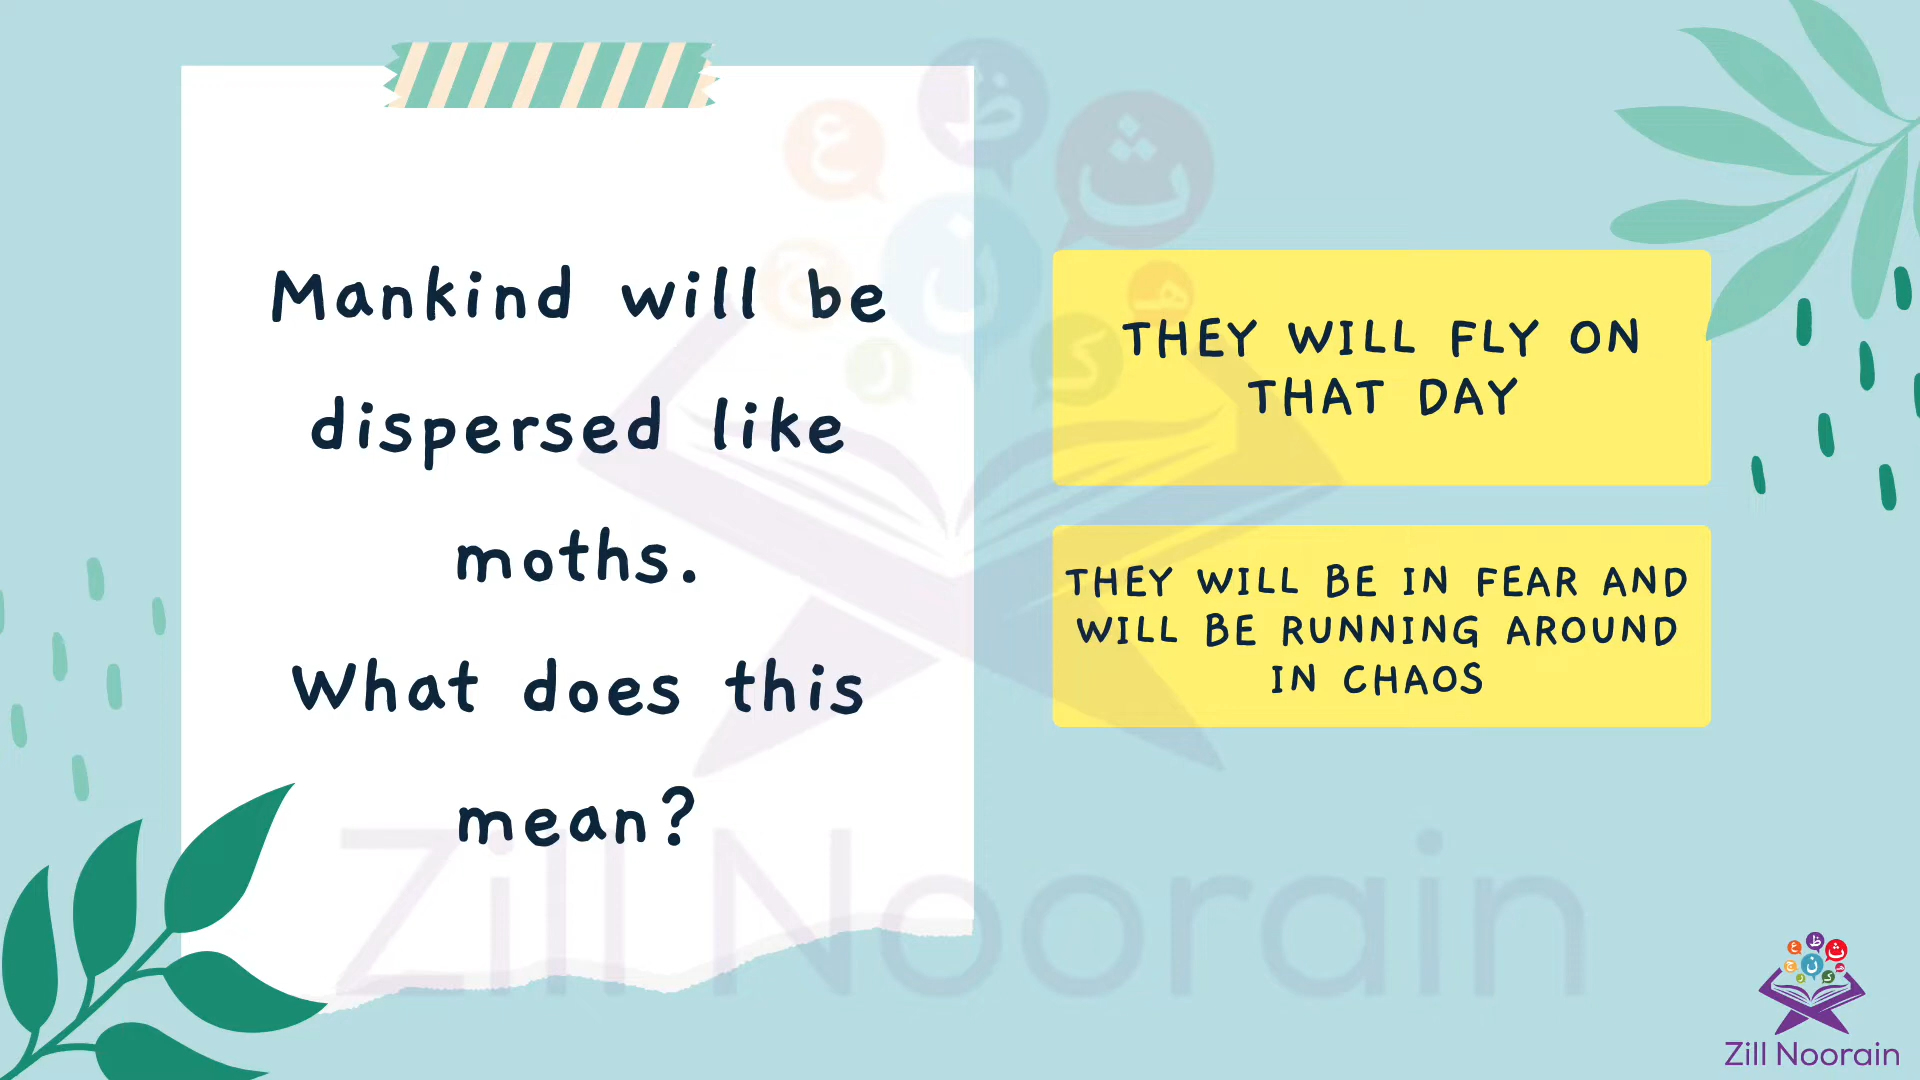 Mankind will be
dispersed like
moths.
What does this
mean?
THEY WILL FLY ON
THAT DAY
THEY WILL BE IN FEAR AND
WILL BE RUNNING AROUND
IN CHAOS
ع
ظ
ث
ن
ج
هـ
ر
ک
Zill Noorain
Zill Noorain